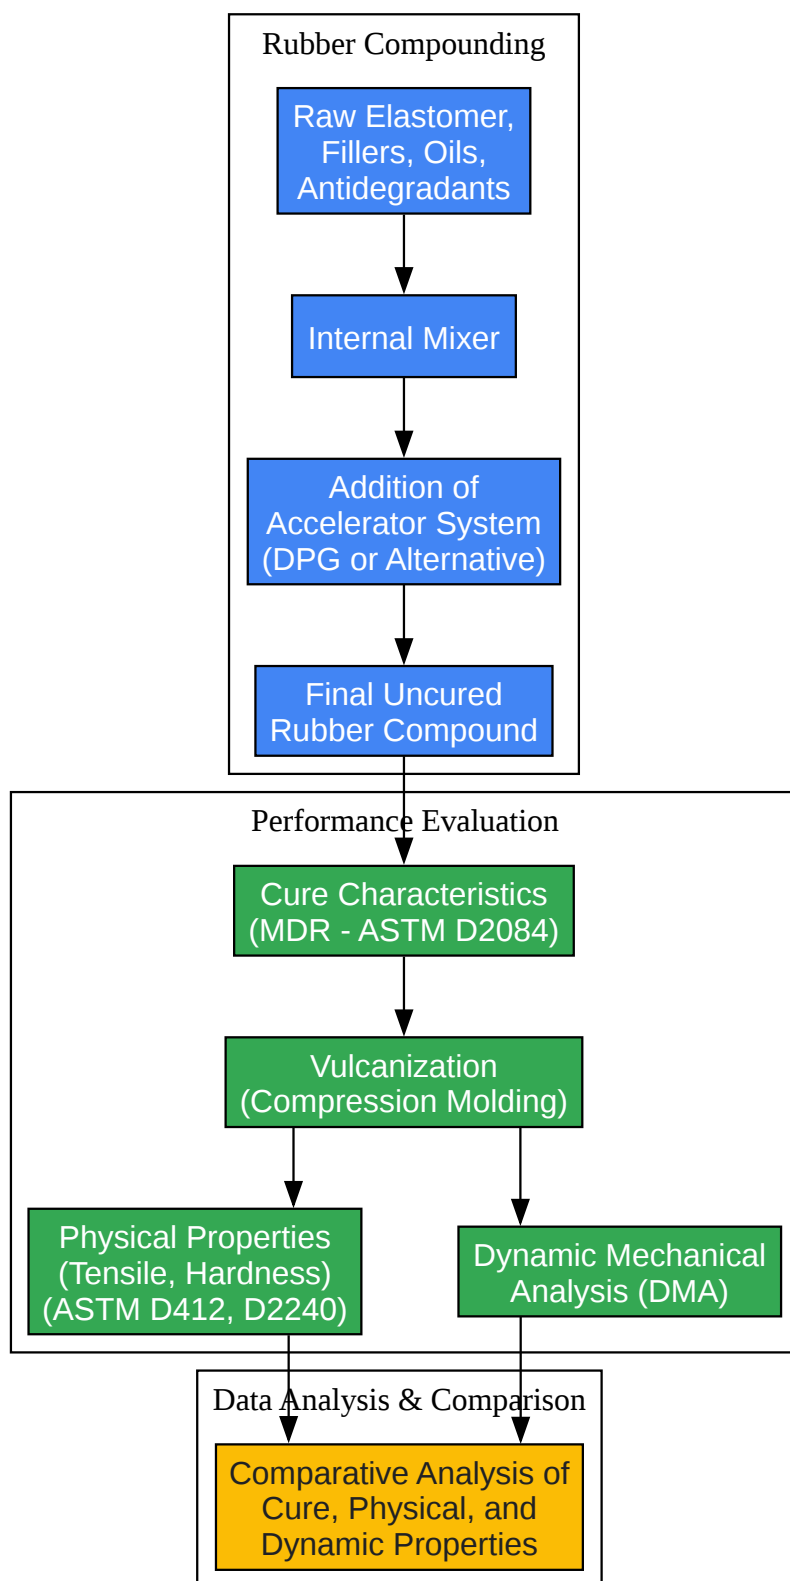 Rubber Compounding
Raw Elastomer,
Fillers, Oils,
Antidegradants
Internal Mixer
Addition of
Accelerator System
(DPG or Alternative)
Final Uncured
Rubber Compound
Performance Evaluation
Cure Characteristics
(MDR - ASTM D2084)
Vulcanization
(Compression Molding)
Physical Properties
(Tensile, Hardness)
(ASTM D412, D2240)
Dynamic Mechanical
Analysis (DMA)
Data Analysis & Comparison
Comparative Analysis of
Cure, Physical, and
Dynamic Properties